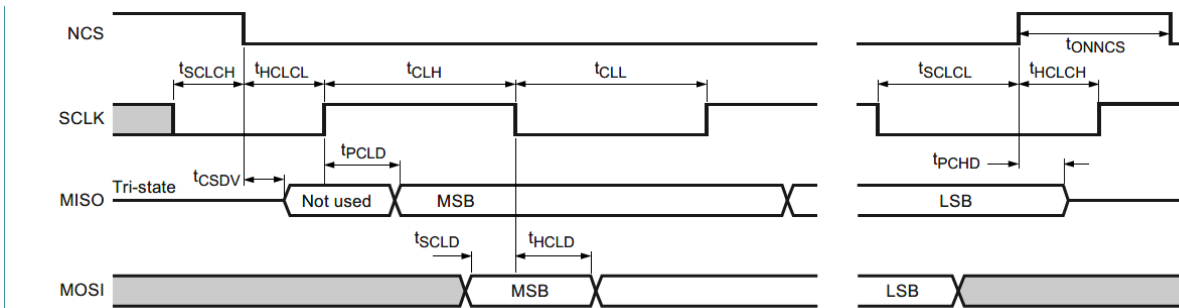 NCS
tONNCS
tSCLCH tHCLCL tCLH tCLL tSCLCL tHCLCH
SCLK
tPCLD tPCHD
Tri-state tCSDV
MISO Not used MSB LSB
tSCLD tHCLD
MOSI MSB LSB